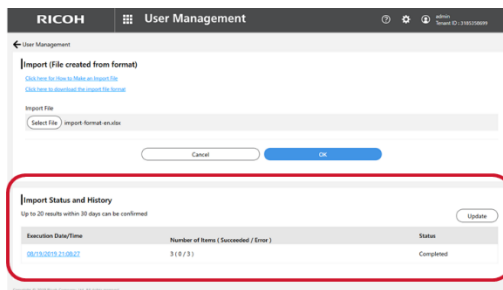 RICOH
User Management
admin
Tenant ID : 3185358699
User Management
Import (File created from format)
Click here for How to Make an Import File
Click here to download the import file format
Import File
Select File import-format-en.xlsx
Cancel
OK
Import Status and History
Up to 20 results within 30 days can be confirmed
Update
Execution Date/Time
Number of Items ( Succeeded / Error )
Status
08/19/2019 21:08:27
3 ( 0 / 3 )
Completed